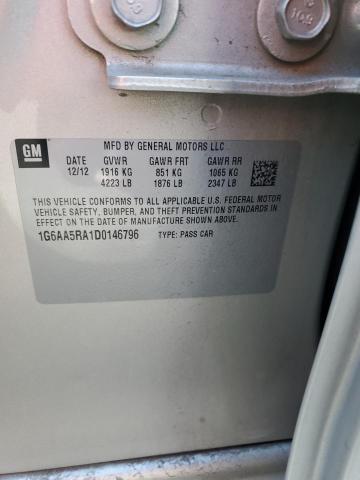 GM
MFD BY GENERAL MOTORS LLC
DATE GVWR GAWR FRT GAWR RR
12/12 1916 KG 851 KG 1065 KG
4223 LB 1876 LB 2347 LB
THIS VEHICLE CONFORMS TO ALL APPLICABLE U.S. FEDERAL
VEHICLE SAFETY, BUMPER, AND THEFT PREVENTION STANDARDS IN
EFFECT ON THE DATE OF MANUFACTURE SHOWN ABOVE.
1G6AA5RA1D0146796 TYPE: PASS CAR